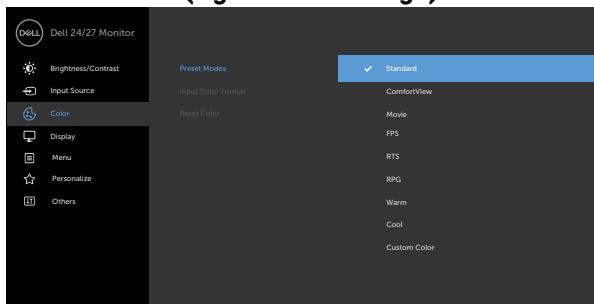 DELL
Dell 24/27 Monitor
Brightness/Contrast
Input Source
Color
Display
Menu
Personalize
Others
Preset Modes
Input Color Format
Reset Color
Standard
ComfortView
Movie
FPS
RTS
RPG
Warm
Cool
Custom Color